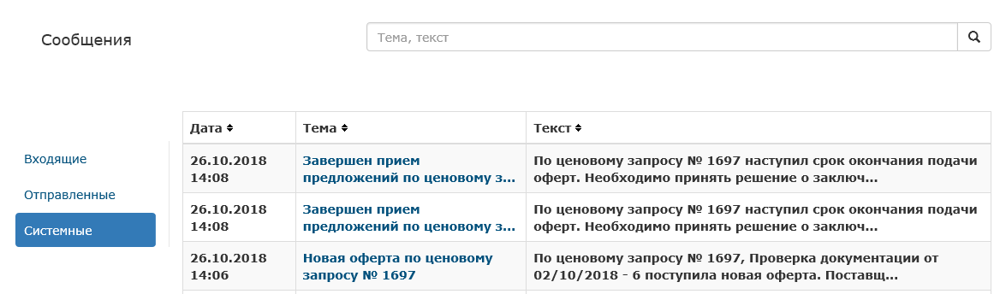 Сообщения
Тема, текст
Дата Тема Текст
Входящие
Отправленные
Системные
26.10.2018
14:08
Завершен прием
предложений по ценовому з...
По ценовому запросу № 1697 наступил срок окончания подачи
оферт. Необходимо принять решение о заключ...
26.10.2018
14:08
Завершен прием
предложений по ценовому з...
По ценовому запросу № 1697 наступил срок окончания подачи
оферт. Необходимо принять решение о заключ...
26.10.2018
14:06
Новая оферта по ценовому
запросу № 1697
По ценовому запросу № 1697, Проверка документации от
02/10/2018 - 6 поступила новая оферта. Поставщ...